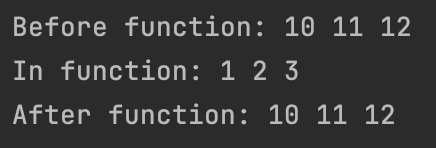 Before function: 10 11 12
In function: 1 2 3
After function: 10 11 12